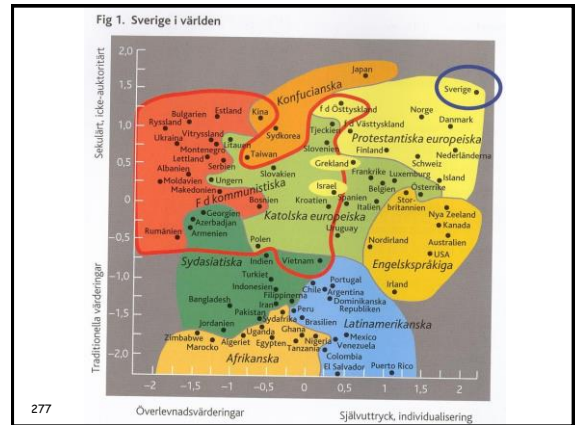 Fig 1. Sverige i världen
Sekulärt, icke-auktoritärt
Traditionella värderingar
2,0
1,5
1,0
0,5
0
−0,5
−1,0
−1,5
−2,0
Japan
Konfucianska
Sverige
Estland
Kina
f d Östtyskland
Bulgarien
Norge
Ryssland
Sydkorea
f d Västtyskland
Danmark
Vitryssland
Tjeckien
Protestantiska europeiska
Ukraina
Litauen
Montenegro
Slovenien
Finland
Nederländerna
Lettland
Serbien
Taiwan
Grekland
Schweiz
Albanien
Slovakien
Frankrike
Luxemburg
Island
Moldavien
Ungern
Israel
Belgien
Österrike
Makedonien
F d kommunistiska
Spanien
Storbritannien
Bosnien
Kroatien
Italien
Georgien
Katolska europeiska
Nya Zeeland
Azerbadjan
Kanada
Rumänien
Armenien
Uruguay
Australien
Polen
Nordirland
USA
Indien
Engelskspråkiga
Sydasiatiska
Vietnam
Turkiet
Portugal
Irland
Indonesien
Chile
Argentina
Filippinerna
Dominikanska
Republiken
Bangladesh
Iran
Peru
Pakistan
Sydafrika
Brasilien
Latinamerikanska
Jordanien
Uganda
Ghana
Mexico
Zimbabwe
Nigeria
Venezuela
Marocko
Algeriet
Egypten
Tanzania
Colombia
Afrikanska
El Salvador
Puerto Rico
−2
−1,5
−1,0
−0,5
0
0,5
1,0
1,5
2,0
277
Överlevnadsvärderingar
Självuttryck, individualisering